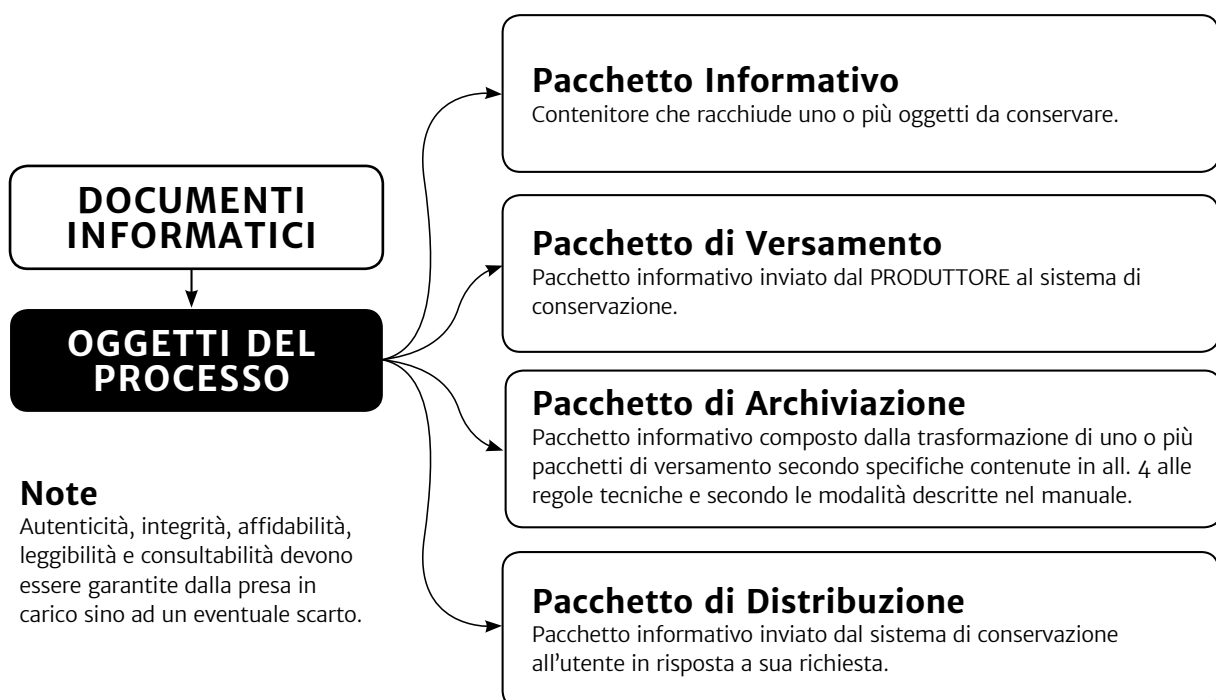 DOCUMENTI
INFORMATICI
OGGETTI DEL
PROCESSO
Note
Autenticità, integrità, affidabilità,
leggibilità e consultabilità devono
essere garantite dalla presa in
carico sino ad un eventuale scarto.
Pacchetto Informativo
Contenitore che racchiude uno o più oggetti da conservare.
Pacchetto di Versamento
Pacchetto informativo inviato dal PRODUTTORE al sistema di
conservazione.
Pacchetto di Archiviazione
Pacchetto informativo composto dalla trasformazione di uno o più
pacchetti di versamento secondo specifiche contenute in all. 4 alle
regole tecniche e secondo le modalità descritte nel manuale.
Pacchetto di Distribuzione
Pacchetto informativo inviato dal sistema di conservazione
all'utente in risposta a sua richiesta.